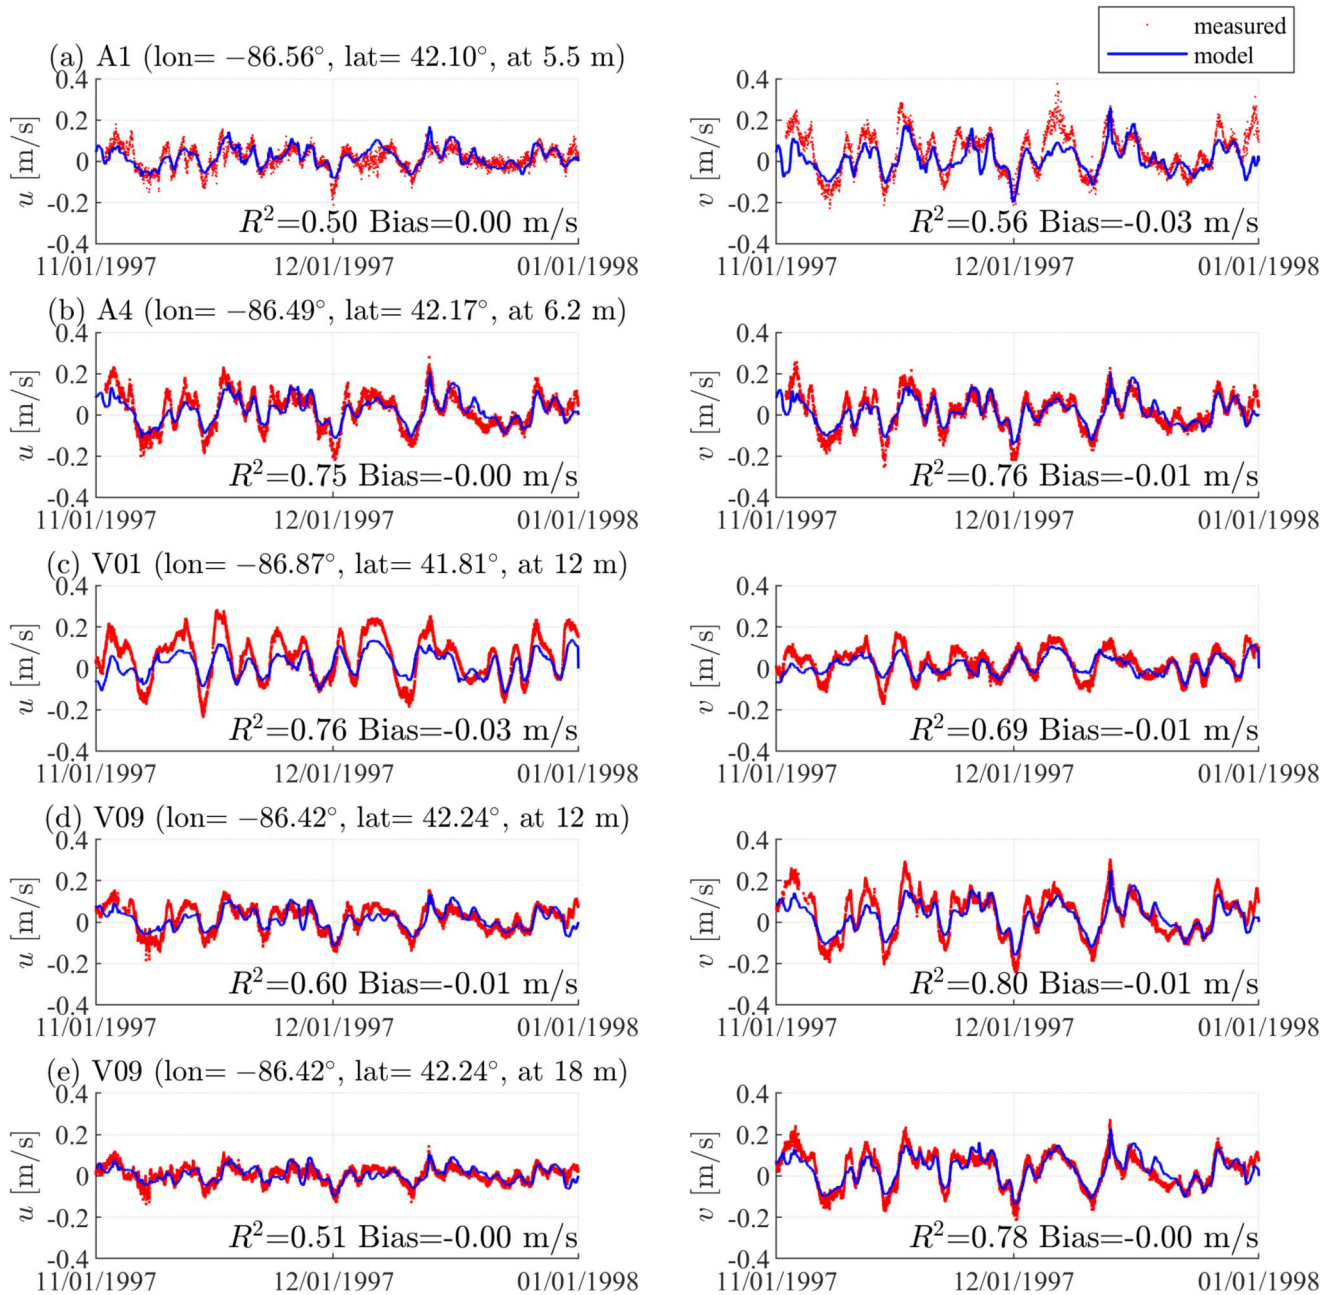 measured
model
(a) A1 (lon= −86.56°, lat= 42.10°, at 5.5 m)
0.4
0.2
0
-0.2
-0.4
u [m/s]
R²=0.50 Bias=0.00 m/s
11/01/1997 12/01/1997 01/01/1998
0.4
0.2
0
-0.2
-0.4
v [m/s]
R²=0.56 Bias=-0.03 m/s
11/01/1997 12/01/1997 01/01/1998
(b) A4 (lon= −86.49°, lat= 42.17°, at 6.2 m)
0.4
0.2
0
-0.2
-0.4
u [m/s]
R²=0.75 Bias=-0.00 m/s
11/01/1997 12/01/1997 01/01/1998
0.4
0.2
0
-0.2
-0.4
v [m/s]
R²=0.76 Bias=-0.01 m/s
11/01/1997 12/01/1997 01/01/1998
(c) V01 (lon= −86.87°, lat= 41.81°, at 12 m)
0.4
0.2
0
-0.2
-0.4
u [m/s]
R²=0.76 Bias=-0.03 m/s
11/01/1997 12/01/1997 01/01/1998
0.4
0.2
0
-0.2
-0.4
v [m/s]
R²=0.69 Bias=-0.01 m/s
11/01/1997 12/01/1997 01/01/1998
(d) V09 (lon= −86.42°, lat= 42.24°, at 12 m)
0.4
0.2
0
-0.2
-0.4
u [m/s]
R²=0.60 Bias=-0.01 m/s
11/01/1997 12/01/1997 01/01/1998
0.4
0.2
0
-0.2
-0.4
v [m/s]
R²=0.80 Bias=-0.01 m/s
11/01/1997 12/01/1997 01/01/1998
(e) V09 (lon= −86.42°, lat= 42.24°, at 18 m)
0.4
0.2
0
-0.2
-0.4
u [m/s]
R²=0.51 Bias=-0.00 m/s
11/01/1997 12/01/1997 01/01/1998
0.4
0.2
0
-0.2
-0.4
v [m/s]
R²=0.78 Bias=-0.00 m/s
11/01/1997 12/01/1997 01/01/1998